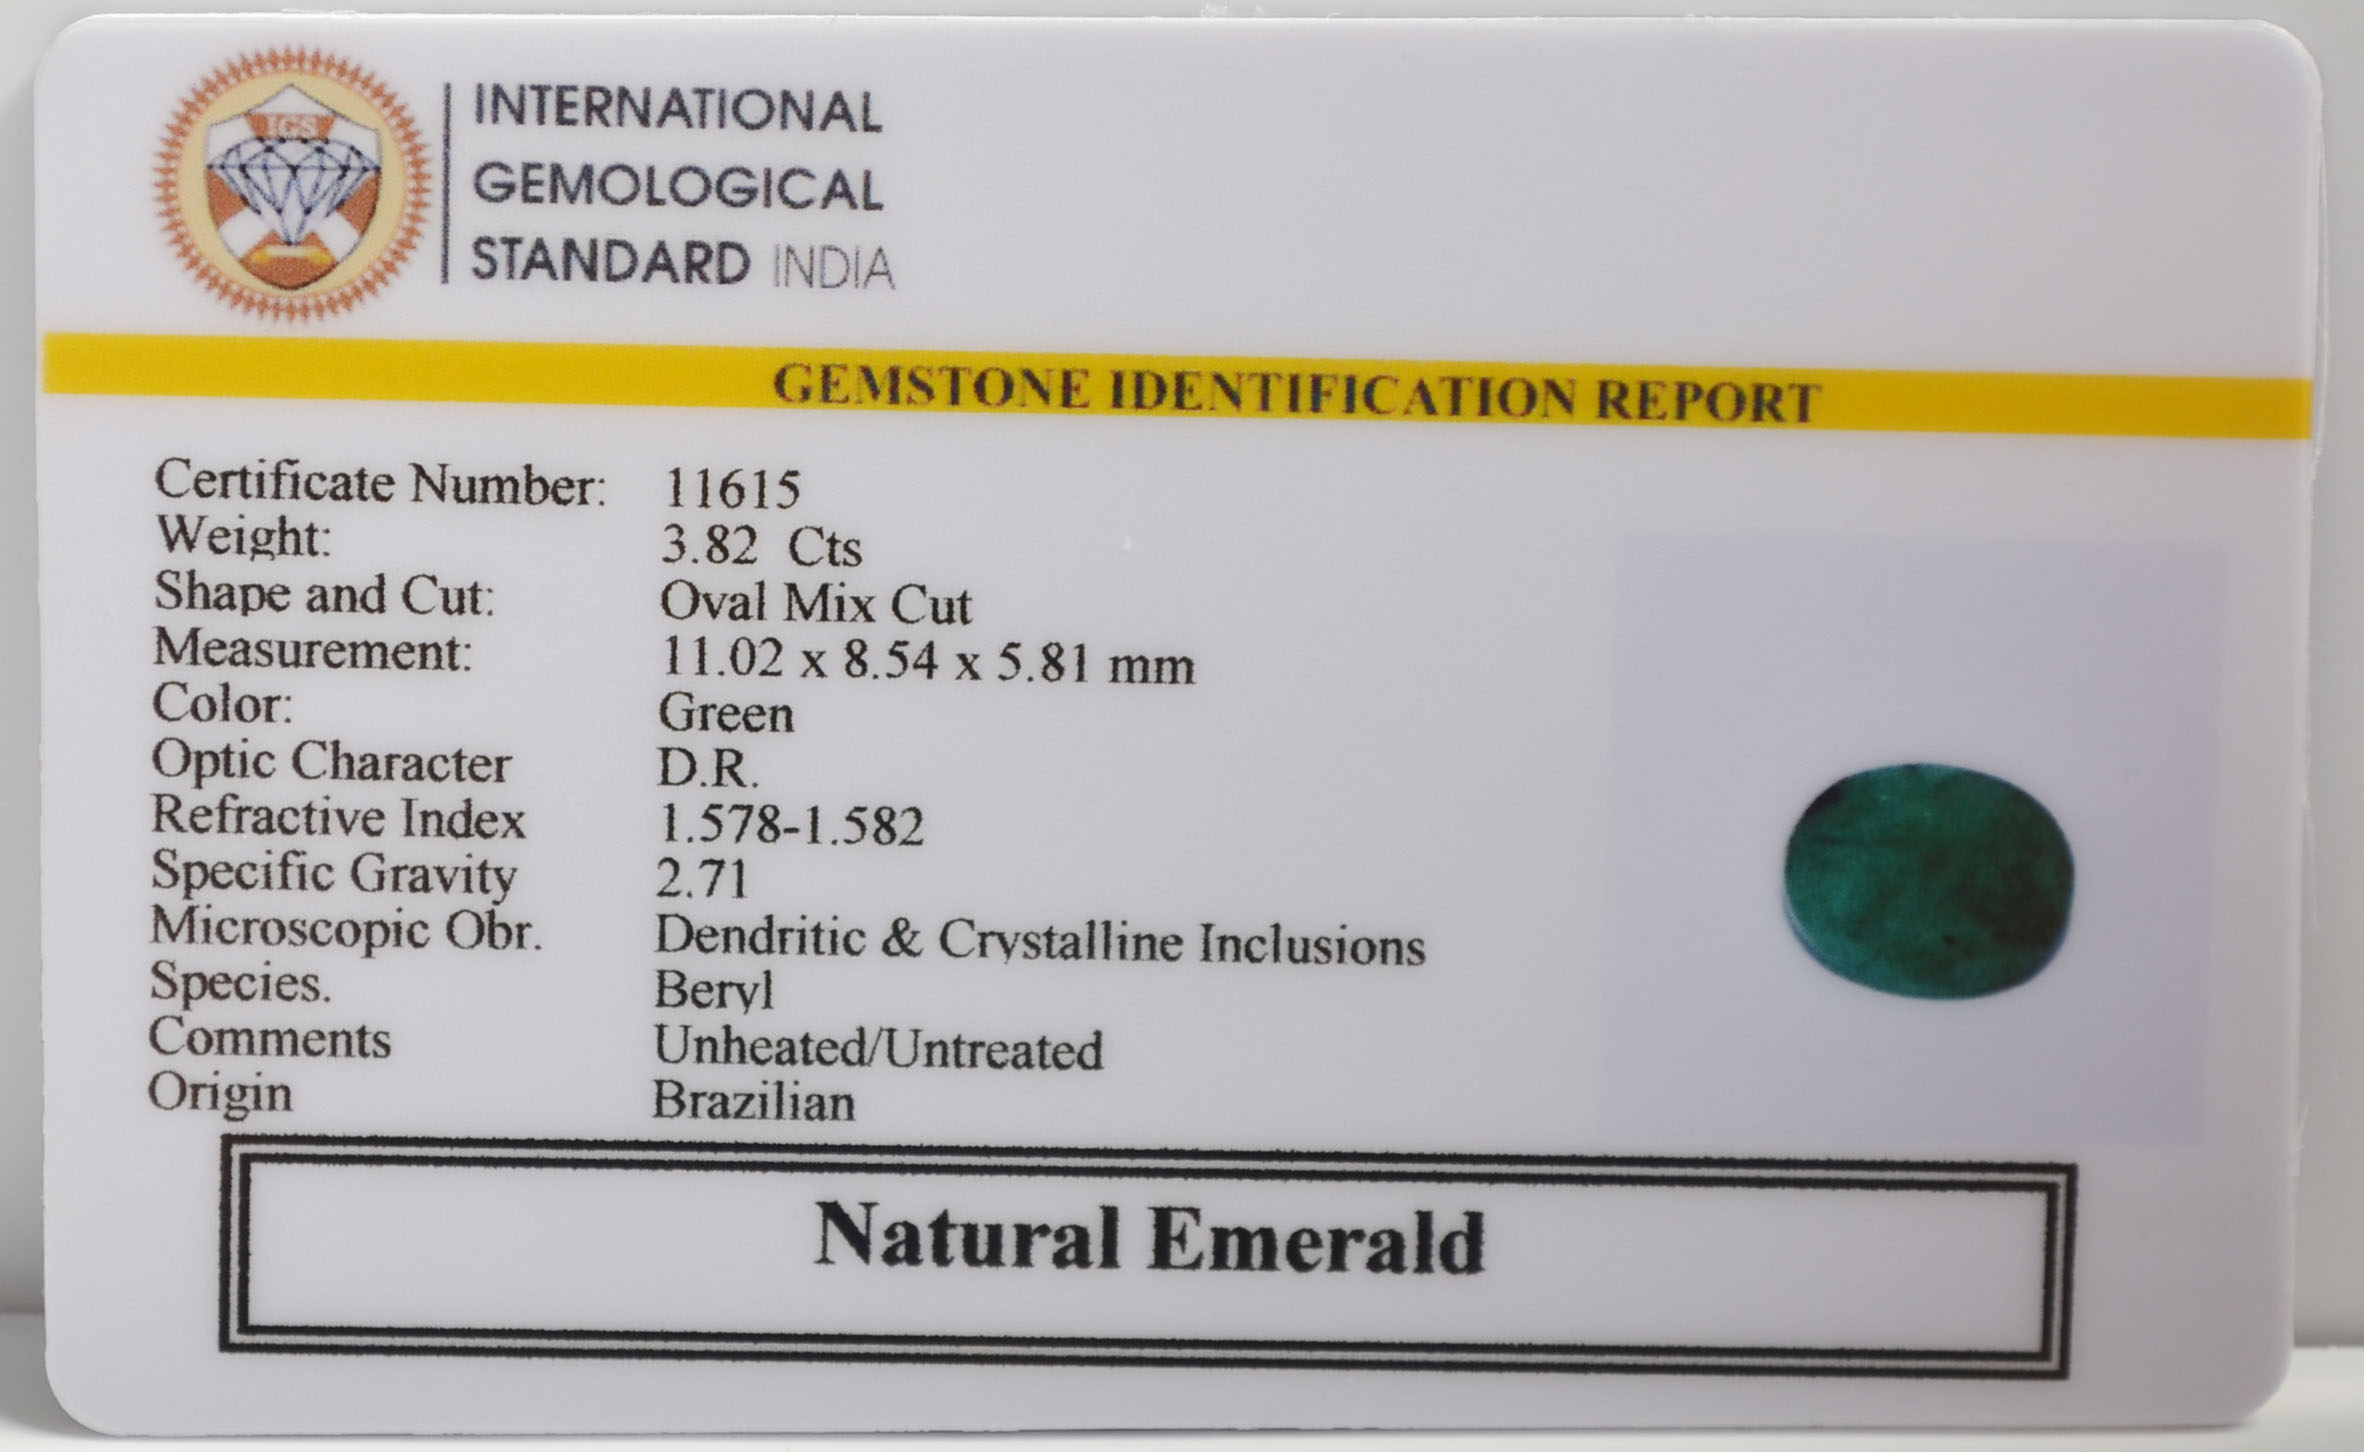 IGS
INTERNATIONAL
GEMOLOGICAL
STANDARD INDIA
GEMSTONE IDENTIFICATION REPORT
Certificate Number: 11615
Weight: 3.82 Cts
Shape and Cut: Oval Mix Cut
Measurement: 11.02 x 8.54 x 5.81 mm
Color: Green
Optic Character D.R.
Refractive Index 1.578-1.582
Specific Gravity 2.71
Microscopic Obr. Dendritic & Crystalline Inclusions
Species. Beryl
Comments Unheated/Untreated
Origin Brazilian
Natural Emerald